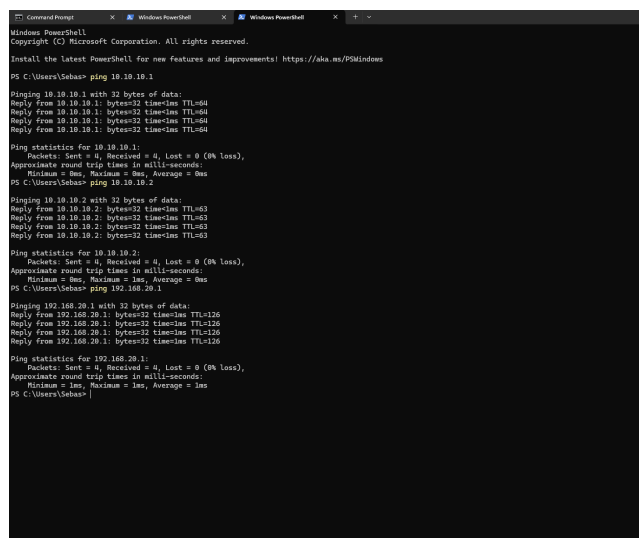 Command Prompt
Windows PowerShell
Windows PowerShell
Windows PowerShell
Copyright (C) Microsoft Corporation. All rights reserved.
Install the latest PowerShell for new features and improvements! https://aka.ms/PSWindows
PS C:\Users\Sebas> ping 10.10.10.1
Pinging 10.10.10.1 with 32 bytes of data:
Reply from 10.10.10.1: bytes=32 time<1ms TTL=64
Reply from 10.10.10.1: bytes=32 time<1ms TTL=64
Reply from 10.10.10.1: bytes=32 time<1ms TTL=64
Reply from 10.10.10.1: bytes=32 time<1ms TTL=64
Ping statistics for 10.10.10.1:
Packets: Sent = 4, Received = 4, Lost = 0 (0% loss),
Approximate round trip times in milli-seconds:
Minimum = 0ms, Maximum = 0ms, Average = 0ms
PS C:\Users\Sebas> ping 10.10.10.2
Pinging 10.10.10.2 with 32 bytes of data:
Reply from 10.10.10.2: bytes=32 time<1ms TTL=63
Reply from 10.10.10.2: bytes=32 time<1ms TTL=63
Reply from 10.10.10.2: bytes=32 time=1ms TTL=63
Reply from 10.10.10.2: bytes=32 time<1ms TTL=63
Ping statistics for 10.10.10.2:
Packets: Sent = 4, Received = 4, Lost = 0 (0% loss),
Approximate round trip times in milli-seconds:
Minimum = 0ms, Maximum = 1ms, Average = 0ms
PS C:\Users\Sebas> ping 192.168.20.1
Pinging 192.168.20.1 with 32 bytes of data:
Reply from 192.168.20.1: bytes=32 time=1ms TTL=126
Reply from 192.168.20.1: bytes=32 time=1ms TTL=126
Reply from 192.168.20.1: bytes=32 time=1ms TTL=126
Reply from 192.168.20.1: bytes=32 time=1ms TTL=126
Ping statistics for 192.168.20.1:
Packets: Sent = 4, Received = 4, Lost = 0 (0% loss),
Approximate round trip times in milli-seconds:
Minimum = 1ms, Maximum = 1ms, Average = 1ms
PS C:\Users\Sebas>